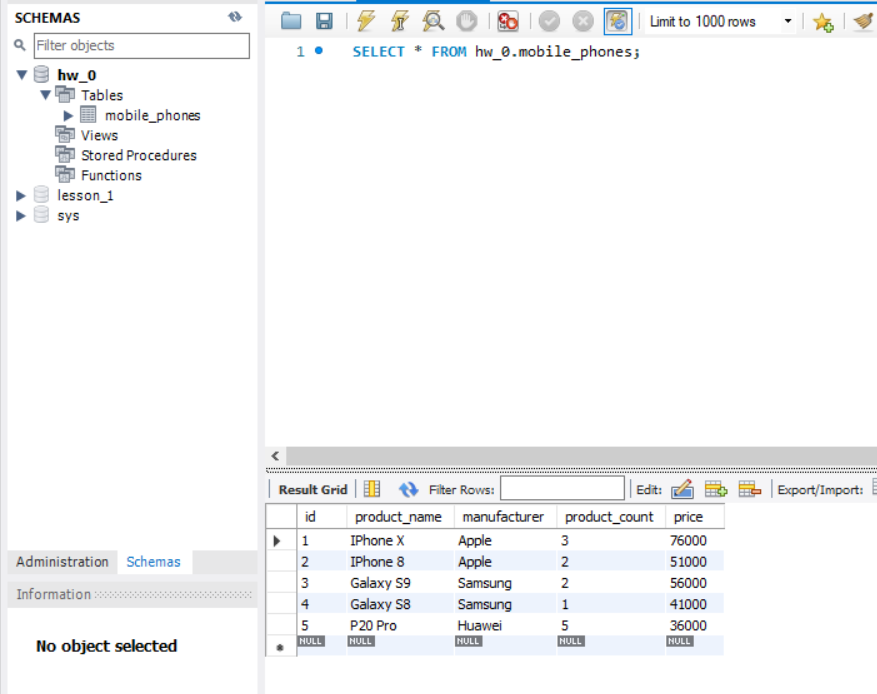 SCHEMAS
Filter objects
hw_0
Tables
mobile_phones
Views
Stored Procedures
Functions
lesson_1
sys
Administration Schemas
Information
No object selected
Limit to 1000 rows
1 SELECT * FROM hw_0.mobile_phones;
Result Grid Filter Rows: Edit: Export/Import:
id product_name manufacturer product_count price
1 IPhone X Apple 3 76000
2 IPhone 8 Apple 2 51000
3 Galaxy S9 Samsung 2 56000
4 Galaxy S8 Samsung 1 41000
5 P20 Pro Huawei 5 36000
NULL NULL NULL NULL NULL